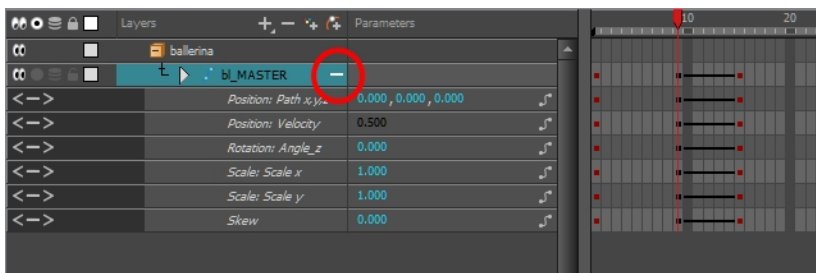 Layers Parameters 10 20
ballerina
bl_MASTER
Position: Path x,y,z 0.000 , 0.000 , 0.000
Position: Velocity 0.500
Rotation: Angle_z 0.000
Scale: Scale x 1.000
Scale: Scale y 1.000
Skew 0.000